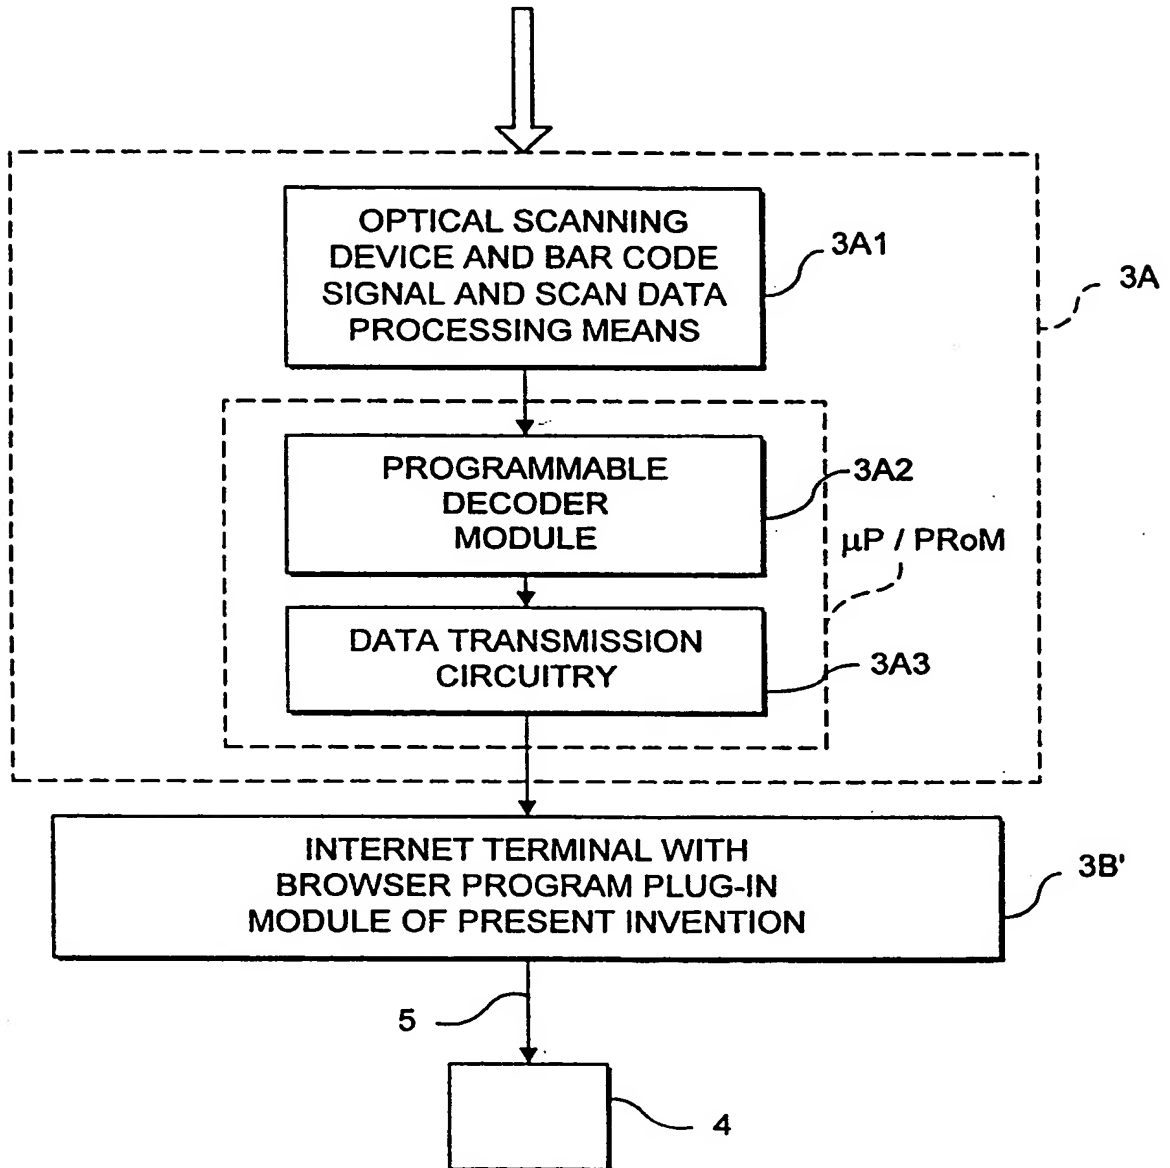 OPTICAL SCANNING
DEVICE AND BAR CODE
SIGNAL AND SCAN DATA
PROCESSING MEANS
3A1
3A
PROGRAMMABLE
DECODER
MODULE
3A2
µP / PRoM
DATA TRANSMISSION
CIRCUITRY
3A3
INTERNET TERMINAL WITH
BROWSER PROGRAM PLUG-IN
MODULE OF PRESENT INVENTION
3B'
5
4